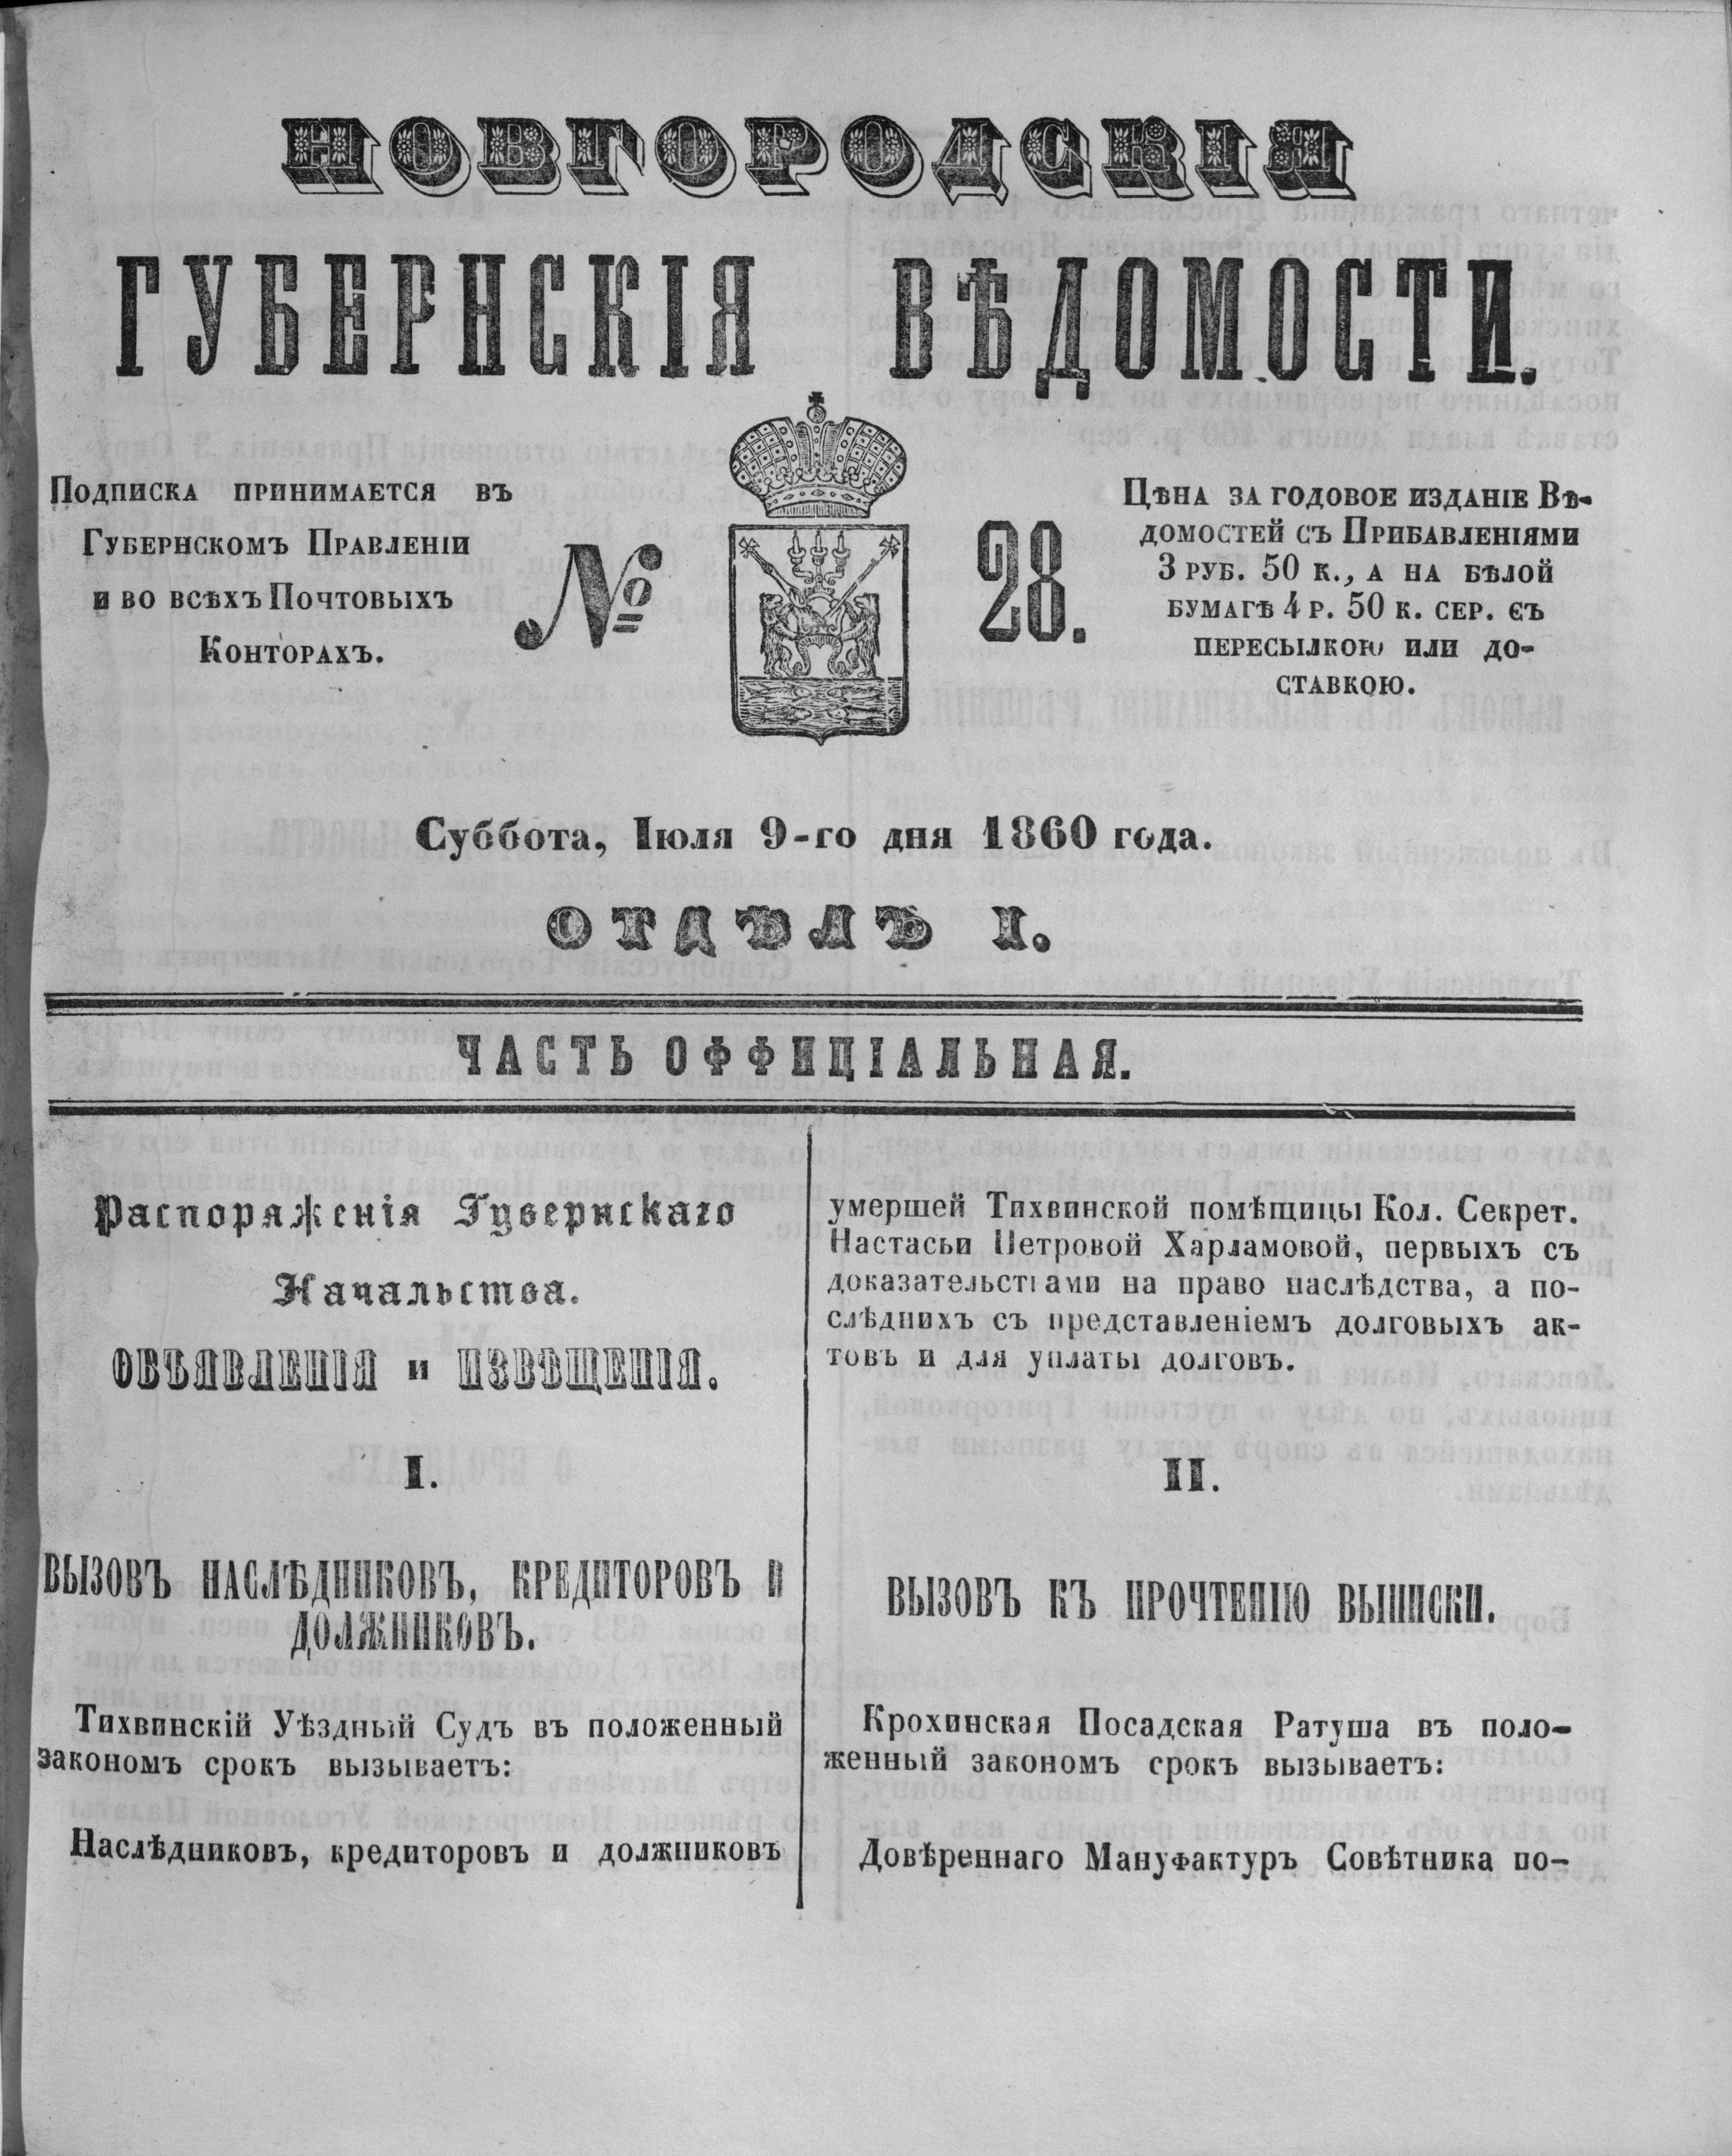 НОВГОРОДСКІЯ
ГУБЕРНСКІЯ ВѢДОМОСТИ.
Подписка принимается въ
Губернскомъ Правленіи
и во всѣхъ Почтовыхъ
Конторахъ.
№ 28.
Цѣна за годовое изданіе Вѣ-
домостей съ Прибавленіями
3 руб. 50 к., а на бѣлой
бумагѣ 4 р. 50 к. сер. съ
пересылкою или до-
ставкою.
Суббота, Іюля 9-го дня 1860 года.
ОТДѢЛЪ I.
ЧАСТЬ ОФФИЦІАЛЬНАЯ.
Распоряженія Губернскаго
Начальства.
ОБЪЯВЛЕНІЯ и ИЗВѢЩЕНІЯ.
I.
ВЫЗОВЪ НАСЛѢДНИКОВЪ, КРЕДИТОРОВЪ И
ДОЛЖНИКОВЪ.
Тихвинскій Уѣздный Судъ въ положенный
закономъ срокъ вызываетъ:
Наслѣдниковъ, кредиторовъ и должниковъ
умершей Тихвинской помѣщицы Кол. Секрет.
Настасьи Петровой Харламовой, первыхъ съ
доказательствами на право наслѣдства, а по-
слѣднихъ съ представленіемъ долговыхъ ак-
товъ и для уплаты долговъ.
II.
ВЫЗОВЪ КЪ ПРОЧТЕНІЮ ВЫПИСКИ.
Крохинская Посадская Ратуша въ поло-
женный закономъ срокъ вызываетъ:
Довѣреннаго Мануфактуръ Совѣтника по-